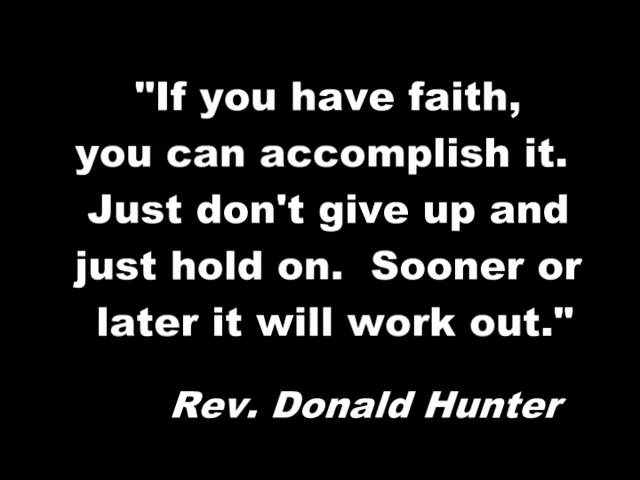 "If you have faith,
you can accomplish it.
Just don't give up and
just hold on.  Sooner or
later it will work out."
Rev. Donald Hunter